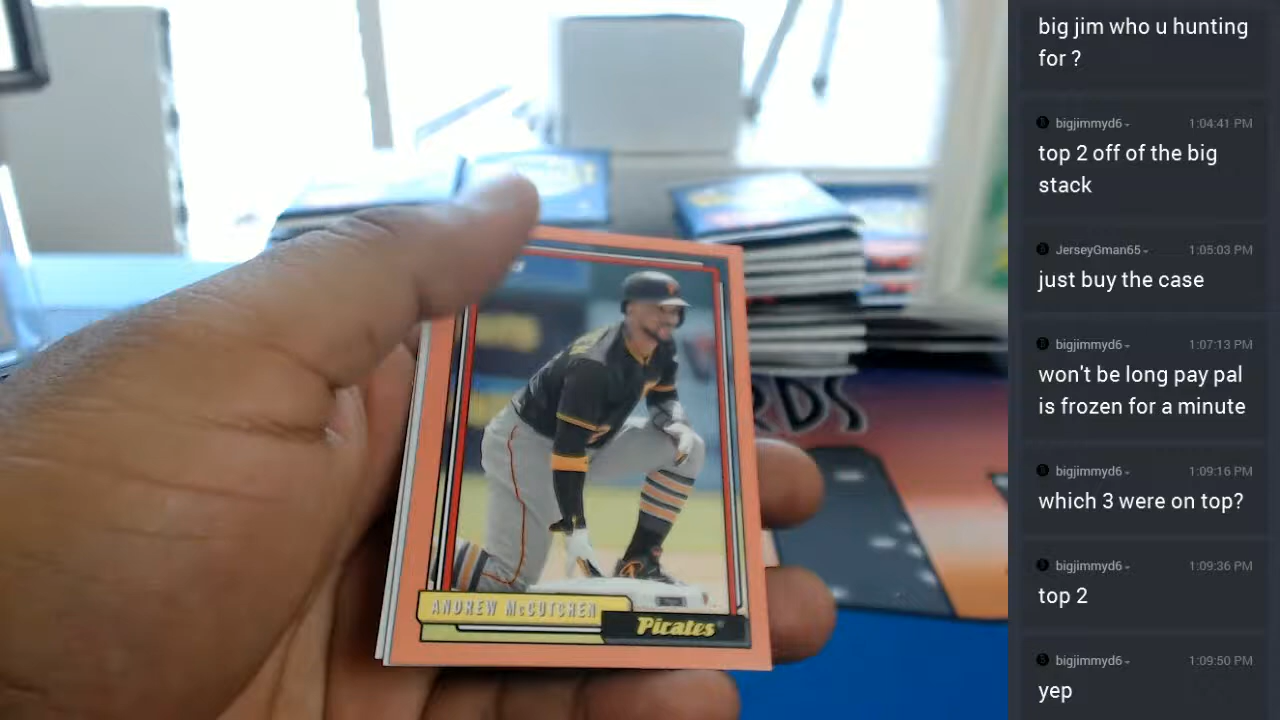 ANDREW McCUTCHEN
Pirates
RDS
big jim who u hunting
for ?
bigjimmyd6
1:04:41 PM
top 2 off of the big
stack
JerseyGman65
1:05:03 PM
just buy the case
bigjimmyd6
1:07:13 PM
won't be long pay pal
is frozen for a minute
bigjimmyd6
1:09:16 PM
which 3 were on top?
bigjimmyd6
1:09:36 PM
top 2
bigjimmyd6
1:09:50 PM
yep